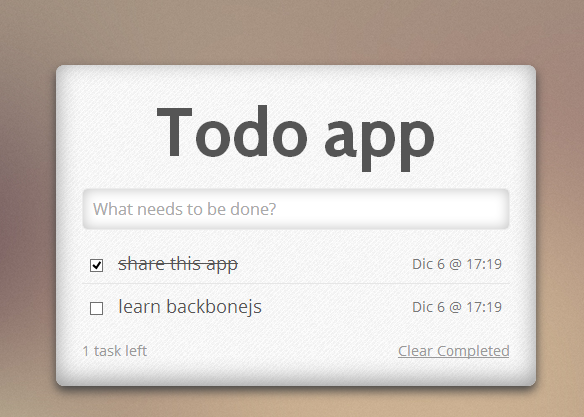 Todo app
What needs to be done?
share this app Dic 6 @ 17:19
learn backbonejs Dic 6 @ 17:19
1 task left Clear Completed